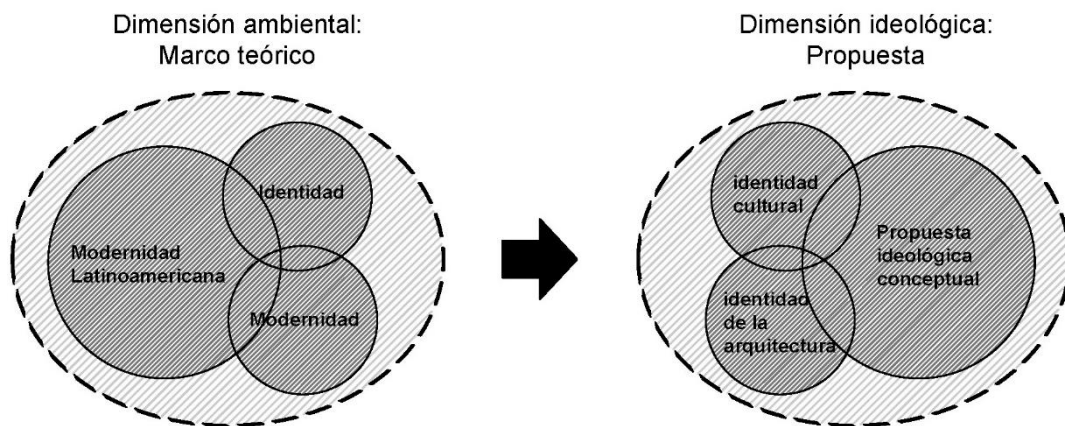 Dimensión ambiental:
Marco teórico
Identidad
Modernidad
Latinoamericana
Modernidad
Dimensión ideológica:
Propuesta
identidad
cultural
Propuesta
ideológica
conceptual
identidad
de la
arquitectura